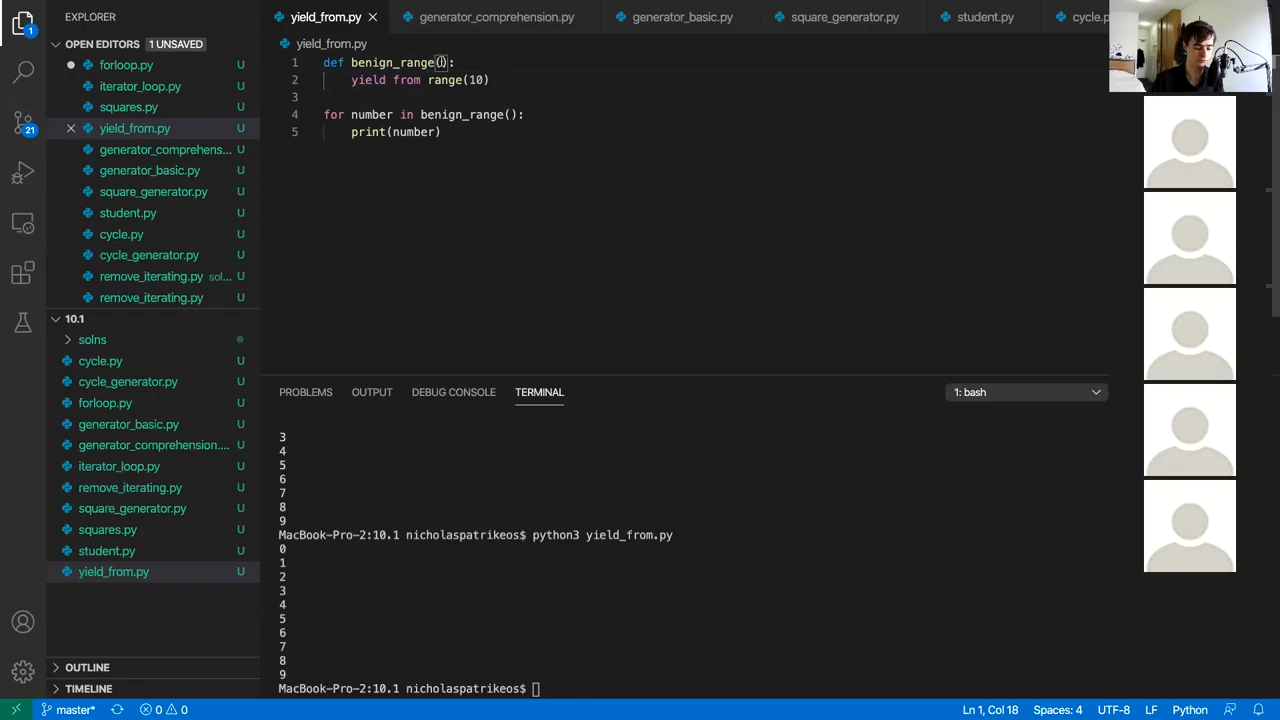 EXPLORER
OPEN EDITORS 1 UNSAVED
forloop.py U
iterator_loop.py U
squares.py U
yield_from.py U
generator_comprehens... U
generator_basic.py U
square_generator.py U
student.py U
cycle.py U
cycle_generator.py U
remove_iterating.py sol... U
remove_iterating.py U
10.1
solns
cycle.py U
cycle_generator.py U
forloop.py U
generator_basic.py U
generator_comprehension.... U
iterator_loop.py U
remove_iterating.py U
square_generator.py U
squares.py U
student.py U
yield_from.py U
OUTLINE
TIMELINE
1
21
yield_from.py generator_comprehension.py generator_basic.py square_generator.py student.py cycle.p
yield_from.py
1 def benign_range():
2 yield from range(10)
3
4 for number in benign_range():
5 print(number)
PROBLEMS OUTPUT DEBUG CONSOLE TERMINAL 1: bash
3
4
5
6
7
8
9
MacBook-Pro-2:10.1 nicholaspatrikeos$ python3 yield_from.py
0
1
2
3
4
5
6
7
8
9
MacBook-Pro-2:10.1 nicholaspatrikeos$
master* 0 0 Ln 1, Col 18 Spaces: 4 UTF-8 LF Python